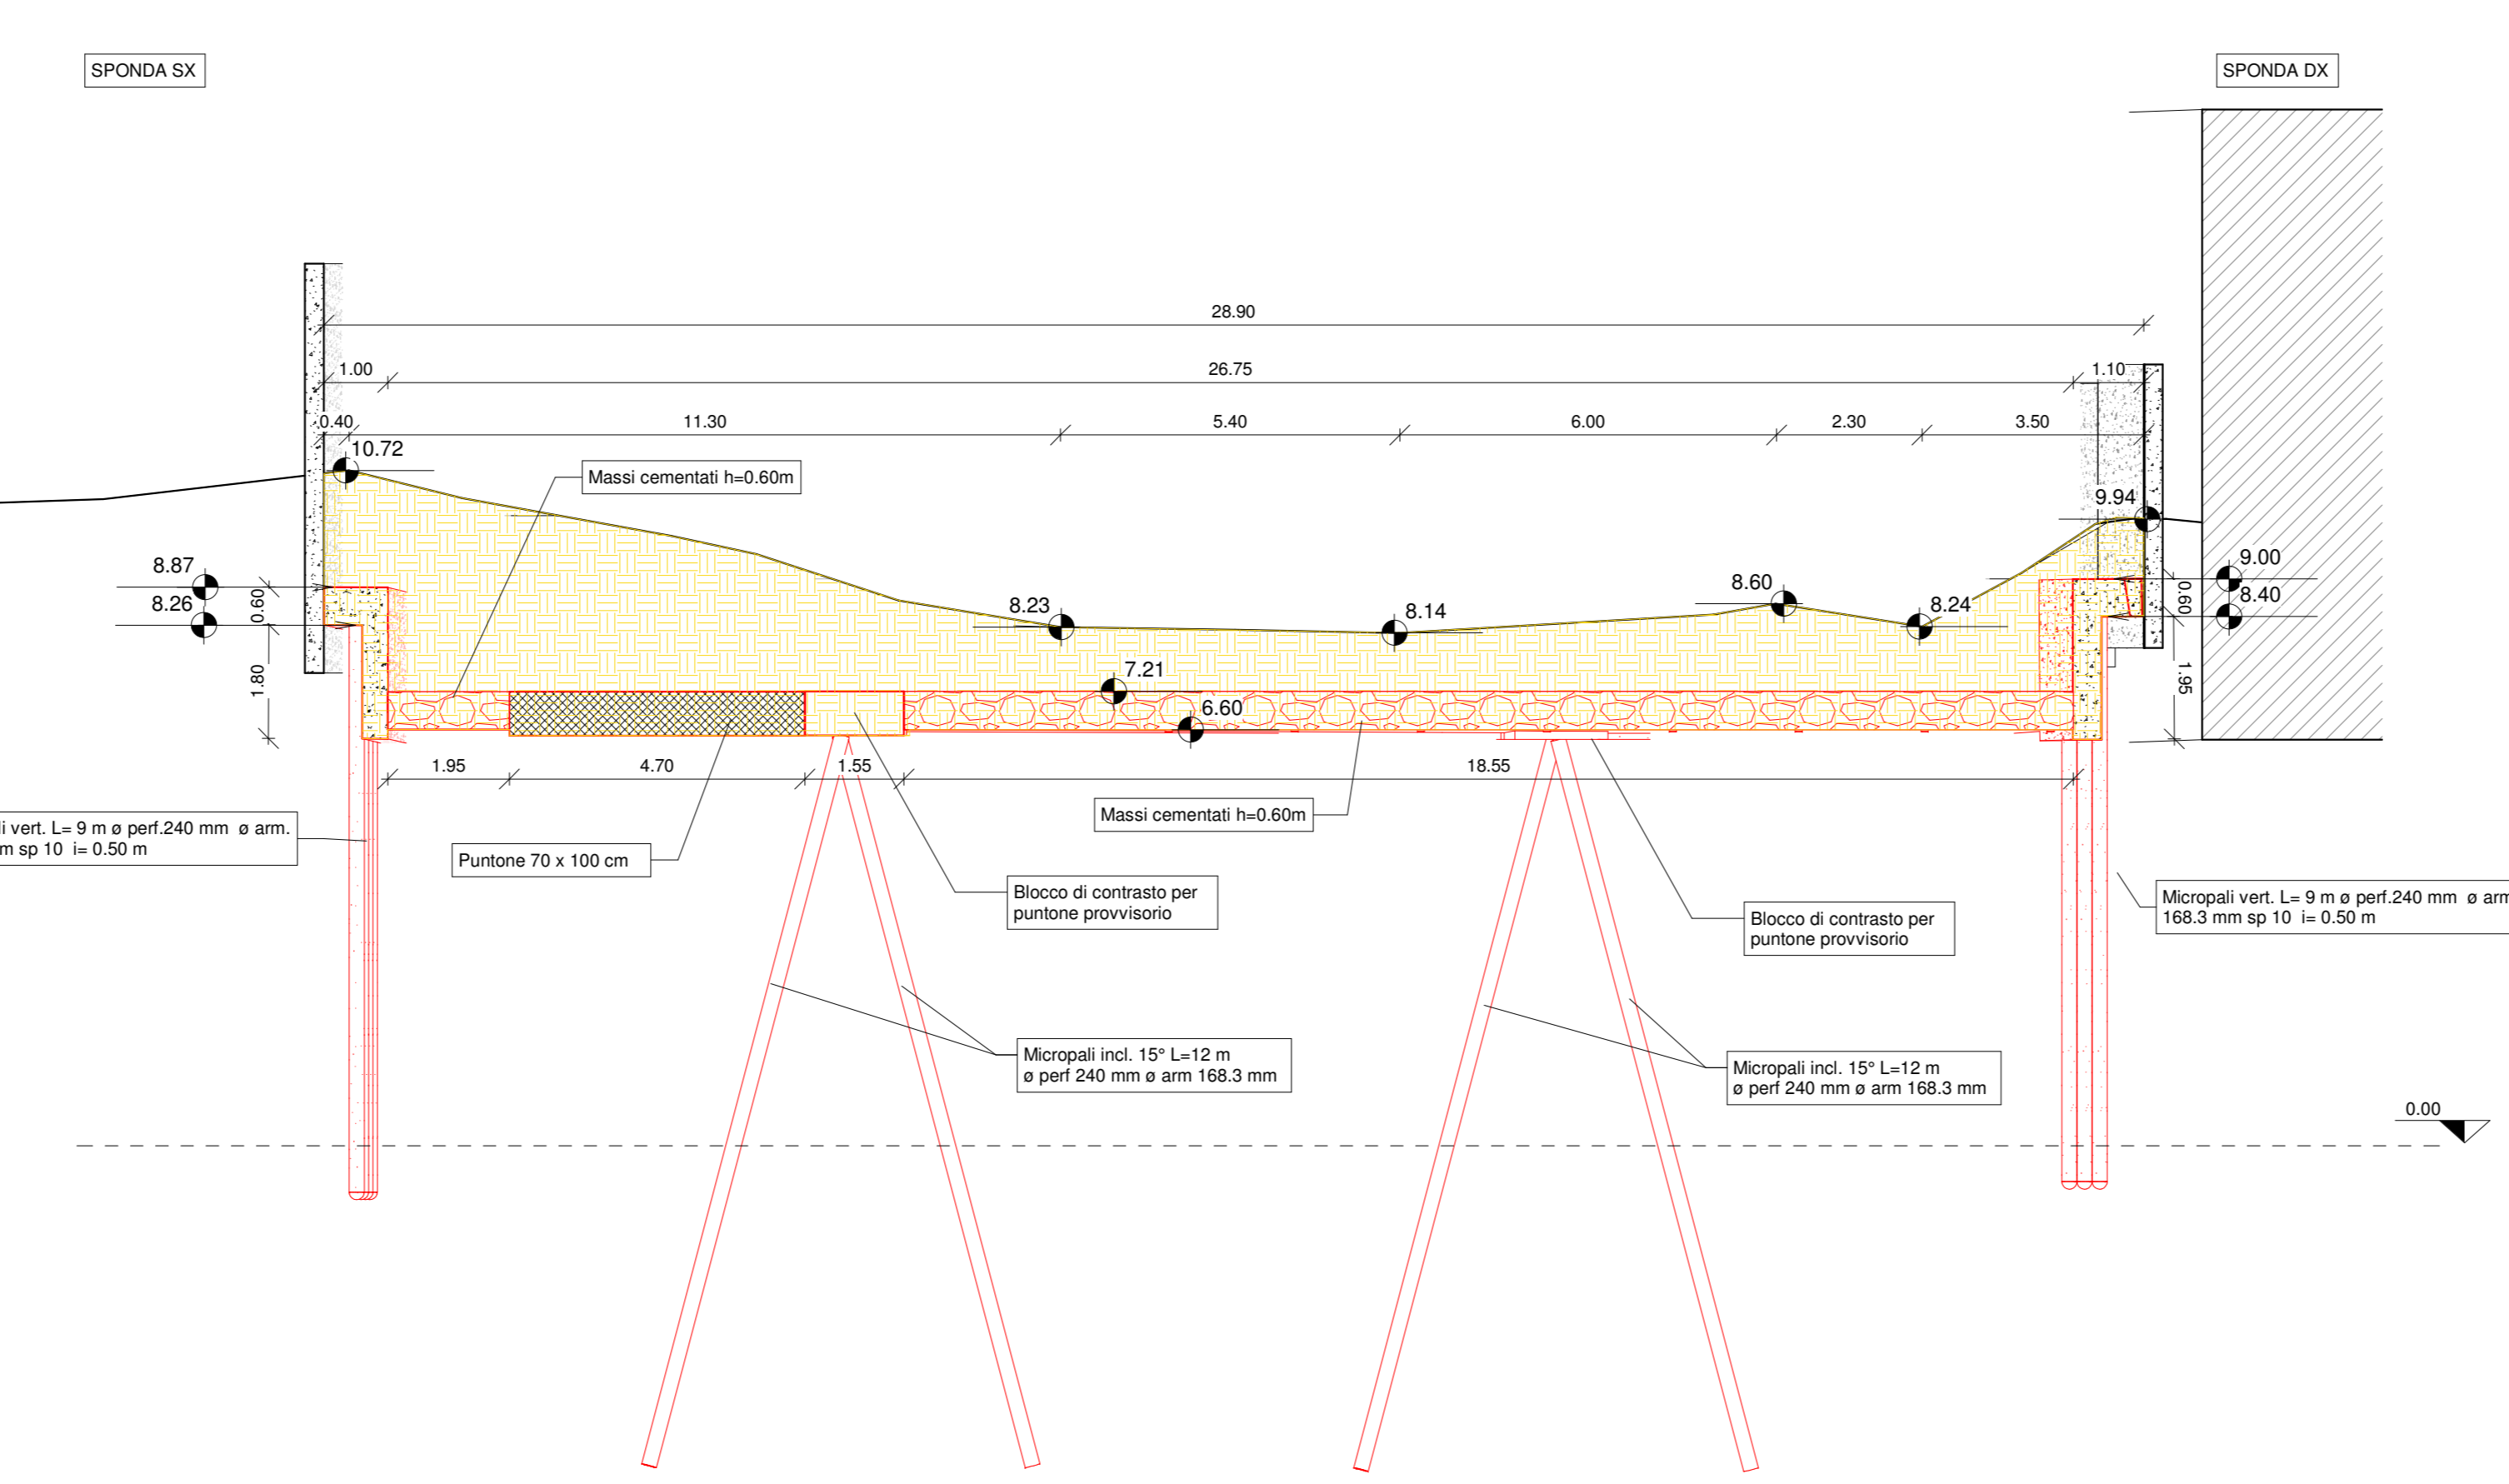 SPONDA SX
SPONDA DX
28.90
1.00
26.75
1.10
0.40
11.30
5.40
6.00
2.30
3.50
10.72
Massi cementati h=0.60m
9.94
8.87
8.26
0.60
1.80
8.23
8.14
8.60
8.24
9.00
8.40
0.60
1.95
7.21
6.60
1.95
4.70
1.55
18.55
Massi cementati h=0.60m
li vert. L= 9 m ø perf.240 mm ø arm.
m sp 10 i= 0.50 m
Puntone 70 x 100 cm
Blocco di contrasto per
puntone provvisorio
Blocco di contrasto per
puntone provvisorio
Micropali vert. L= 9 m ø perf.240 mm ø arm
168.3 mm sp 10 i= 0.50 m
Micropali incl. 15° L=12 m
ø perf 240 mm ø arm 168.3 mm
Micropali incl. 15° L=12 m
ø perf 240 mm ø arm 168.3 mm
0.00